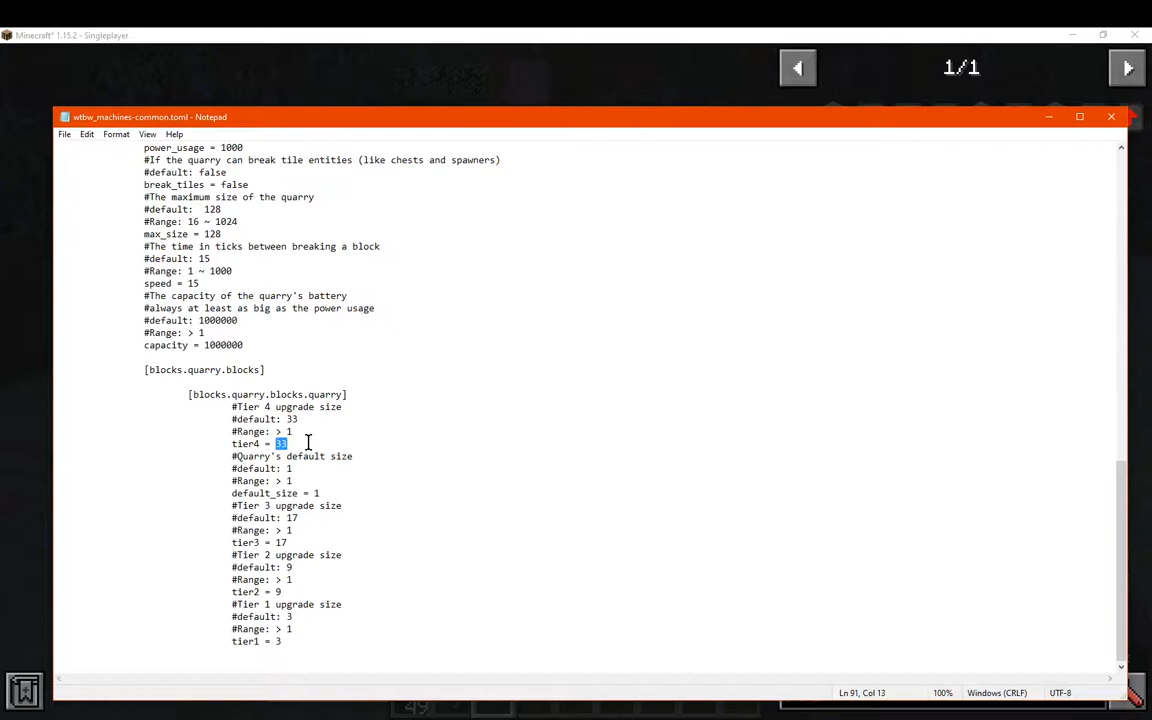 Minecraft* 1.15.2 - Singleplayer
1/1
wtbw_machines-common.toml - Notepad
File Edit Format View Help
power_usage = 1000
#If the quarry can break tile entities (like chests and spawners)
#default: false
break_tiles = false
#The maximum size of the quarry
#default:  128
#Range: 16 ~ 1024
max_size = 128
#The time in ticks between breaking a block
#default: 15
#Range: 1 ~ 1000
speed = 15
#The capacity of the quarry's battery
#always at least as big as the power usage
#default: 1000000
#Range: > 1
capacity = 1000000
[blocks.quarry.blocks]
[blocks.quarry.blocks.quarry]
#Tier 4 upgrade size
#default: 33
#Range: > 1
tier4 = 33
#Quarry's default size
#default: 1
#Range: > 1
default_size = 1
#Tier 3 upgrade size
#default: 17
#Range: > 1
tier3 = 17
#Tier 2 upgrade size
#default: 9
#Range: > 1
tier2 = 9
#Tier 1 upgrade size
#default: 3
#Range: > 1
tier1 = 3
Ln 91, Col 13 100% Windows (CRLF) UTF-8
49